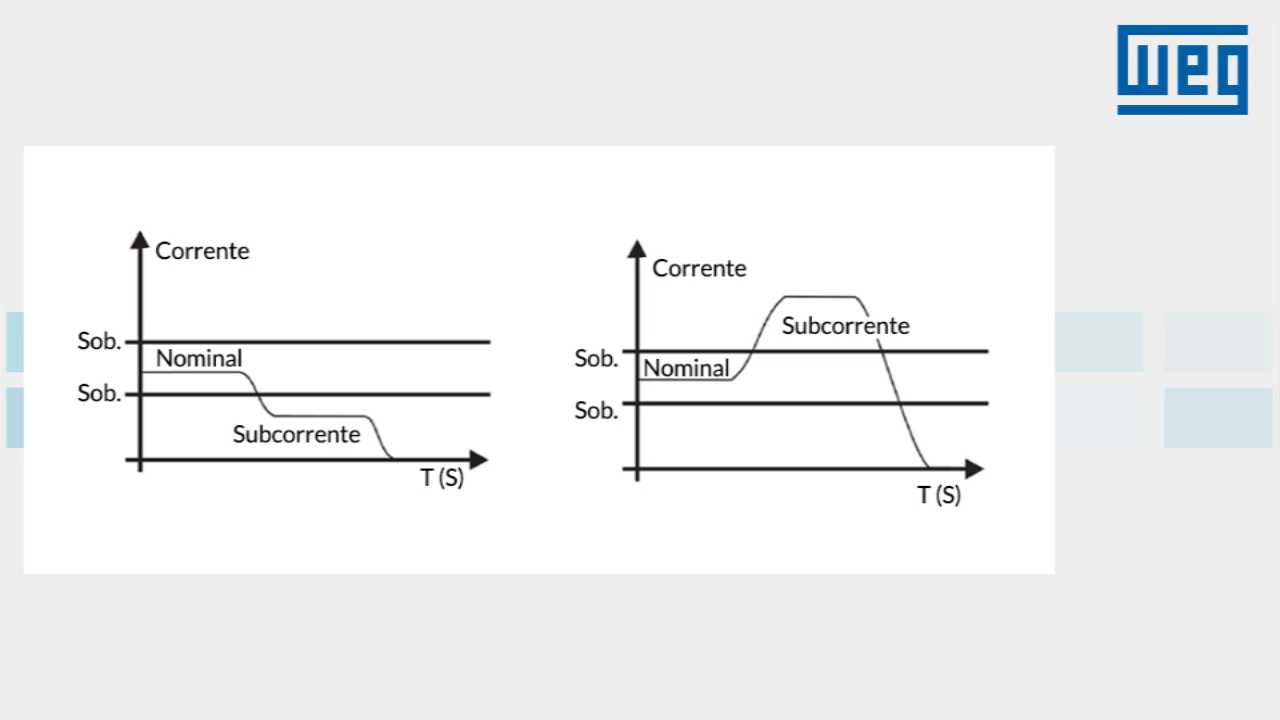 weg
Corrente
Sob.
Nominal
Sob.
Subcorrente
T (S)
Corrente
Subcorrente
Sob.
Nominal
Sob.
T (S)